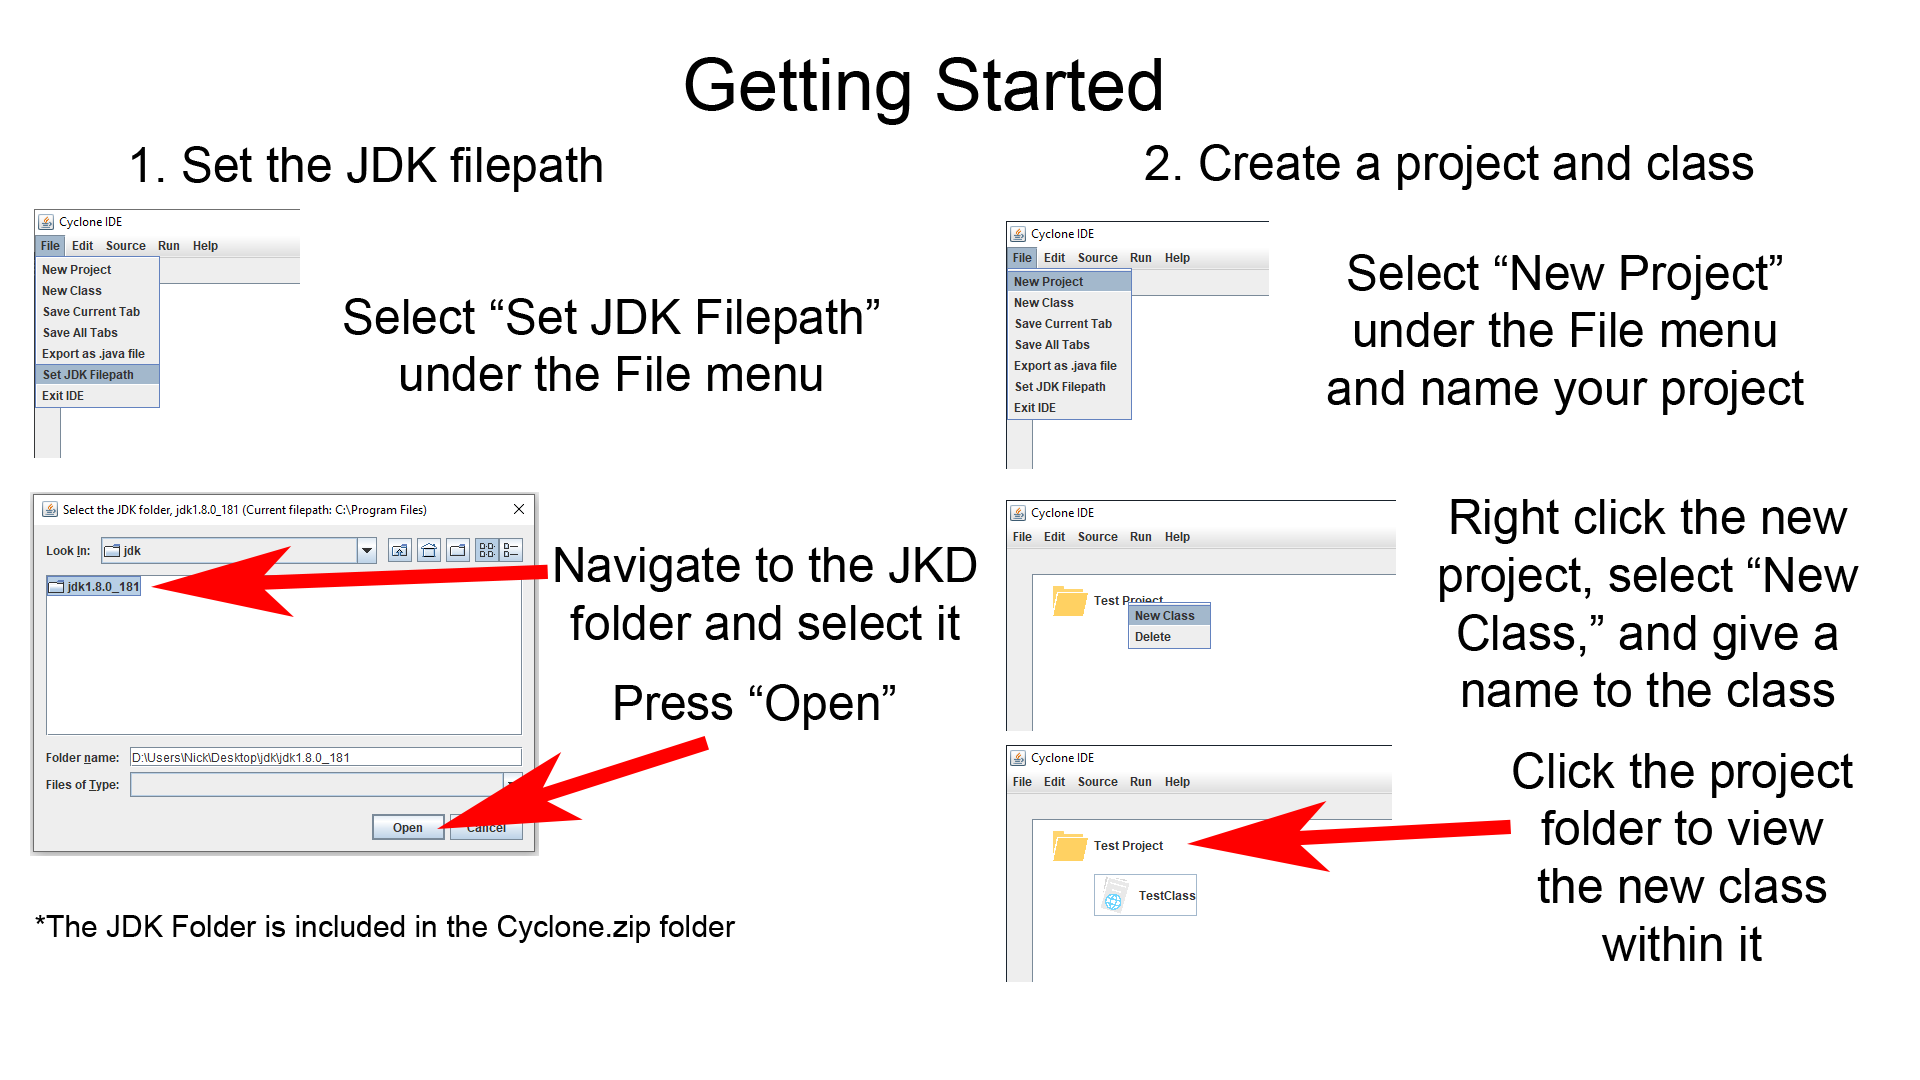 Getting Started
1. Set the JDK filepath
Cyclone IDE
File Edit Source Run Help
New Project
New Class
Save Current Tab
Save All Tabs
Export as .java file
Set JDK Filepath
Exit IDE
Select “Set JDK Filepath”
under the File menu
Select the JDK folder, jdk1.8.0_181 (Current filepath: C:\Program Files)
Look In: jdk
jdk1.8.0_181
Folder name: D:\Users\Nick\Desktop\jdk\jdk1.8.0_181
Files of Type:
Open Cancel
Navigate to the JKD
folder and select it
Press “Open”
*The JDK Folder is included in the Cyclone.zip folder
2. Create a project and class
Cyclone IDE
File Edit Source Run Help
New Project
New Class
Save Current Tab
Save All Tabs
Export as .java file
Set JDK Filepath
Exit IDE
Select “New Project”
under the File menu
and name your project
Cyclone IDE
File Edit Source Run Help
Test Project
New Class
Delete
Right click the new
project, select “New
Class,” and give a
name to the class
Cyclone IDE
File Edit Source Run Help
Test Project
TestClass
Click the project
folder to view
the new class
within it